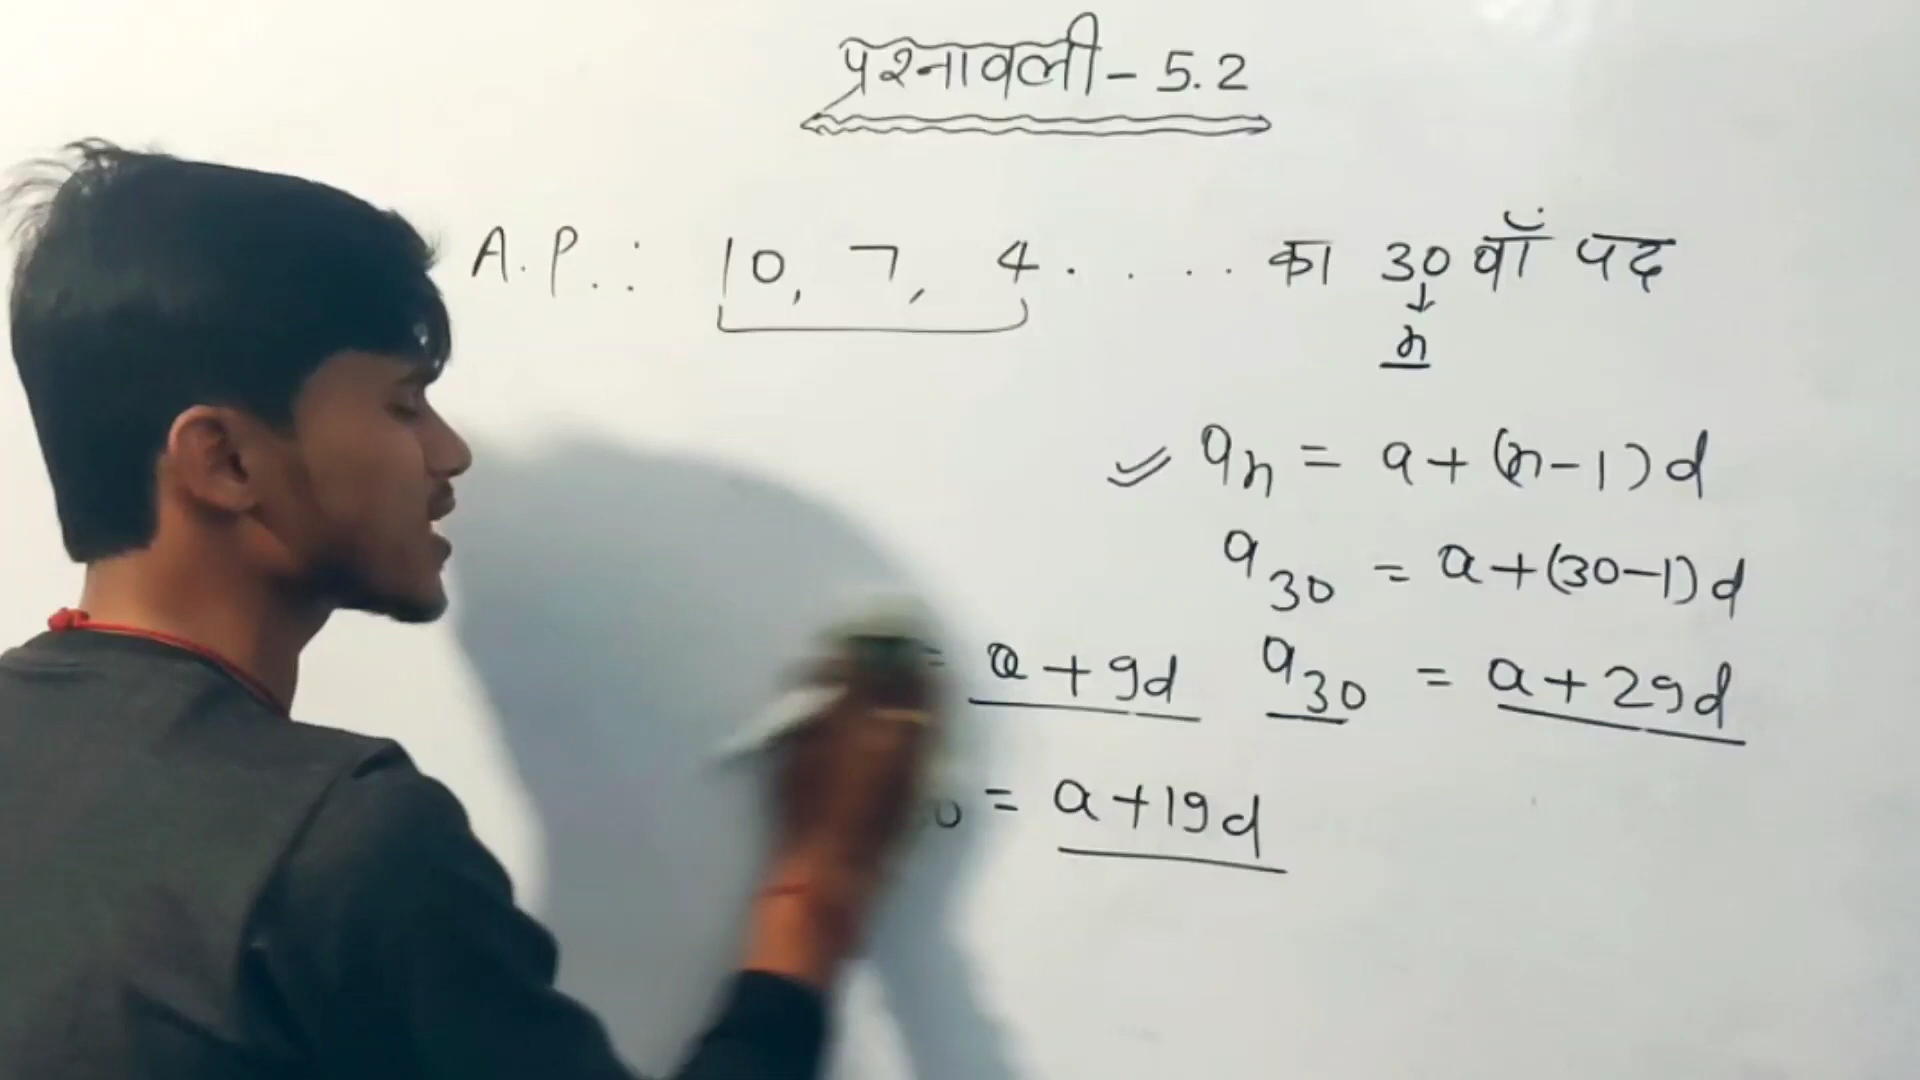 प्रश्नावली - 5.2
A.P. : 10, 7, 4 . . . . . का 30 वाँ पद
↓
n
an = a + (n-1)d
a30 = a + (30-1)d
= a + 9d
a30 = a + 29d
= a + 19d